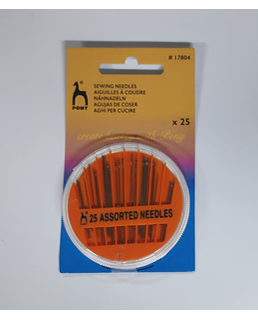 # 17804
SEWING NEEDLES
AIGUILLES À COUDRE
NÄHNADELN
AGUJAS DE COSER
AGHI PER CUCIRE
PONY
x 25
25 ASSORTED NEEDLES